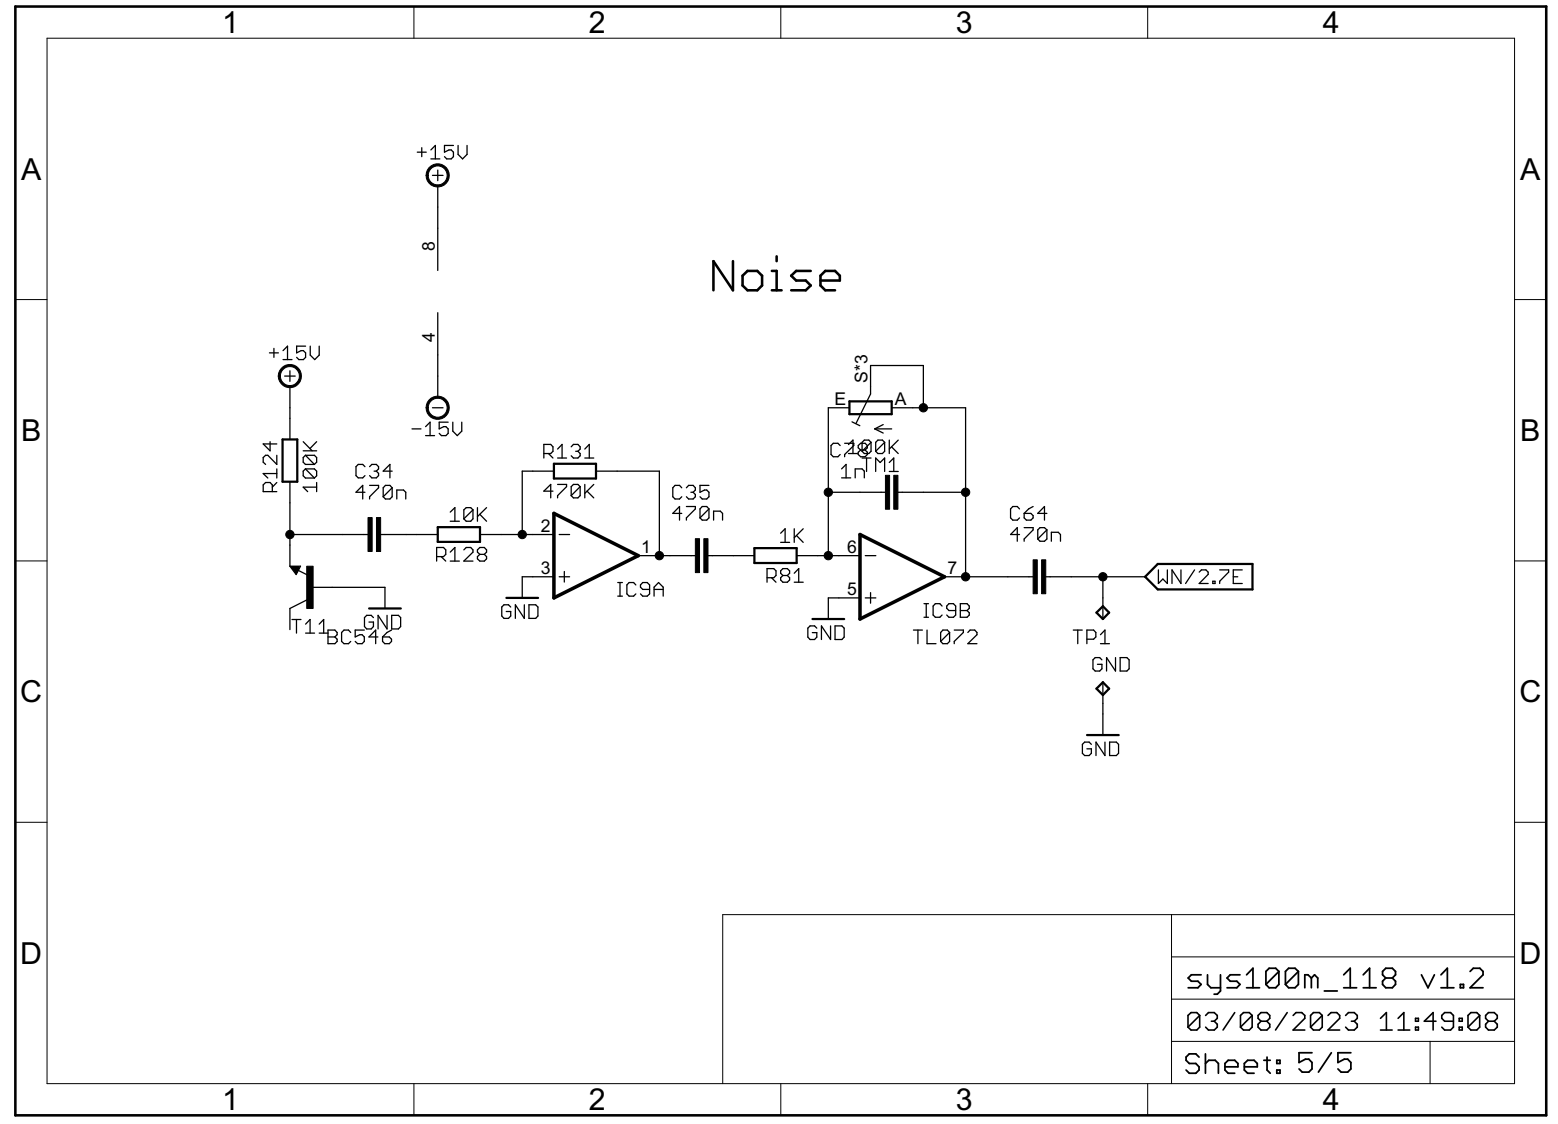 1 2 3 4
A A
+15V
8
Noise
4
+15V
-15V
S*3
E A
B B
R124
100K
C34
470n
R131
470K
C78
1n
100K
TM1
C35
470n
C64
470n
10K
R128
2
3
1
IC9A
GND
1K
R81
6
5
7
IC9B
TL072
GND
WN/2.7E
T11
BC546
GND
TP1
GND
GND
C C
D D
sys100m_118 v1.2
03/08/2023 11:49:08
Sheet: 5/5
1 2 3 4